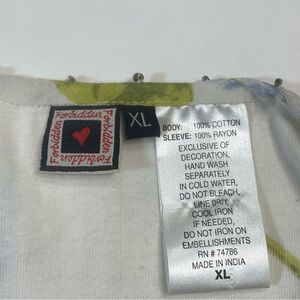 Forbidden
Forbidden
Forbidden
Forbidden
XL
BODY: 100% COTTON
SLEEVE: 100% RAYON
EXCLUSIVE OF
DECORATION,
HAND WASH
SEPARATELY
IN COLD WATER,
DO NOT BLEACH,
LINE DRY,
COOL IRON
IF NEEDED,
DO NOT IRON ON
EMBELLISHMENTS
RN # 74786
MADE IN INDIA
XL